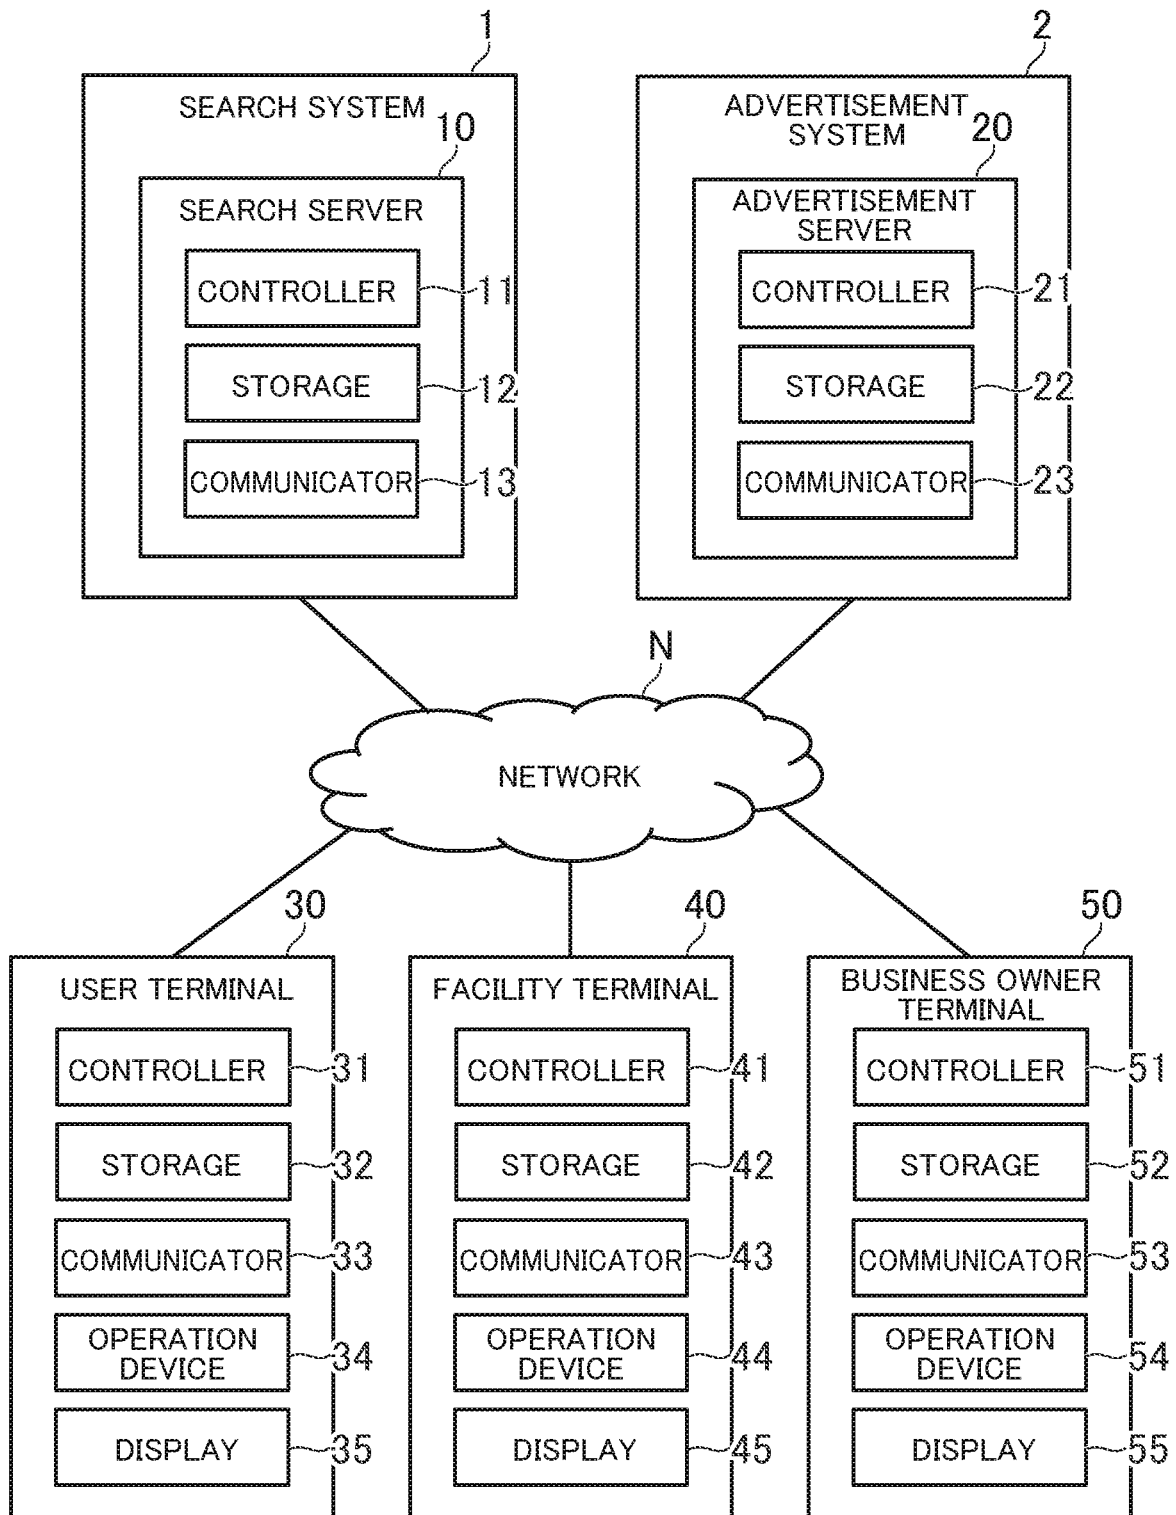 1
2
SEARCH SYSTEM
10
SEARCH SERVER
CONTROLLER
11
STORAGE
12
COMMUNICATOR
13
ADVERTISEMENT
SYSTEM
20
ADVERTISEMENT
SERVER
CONTROLLER
21
STORAGE
22
COMMUNICATOR
23
N
NETWORK
30
USER TERMINAL
CONTROLLER
31
STORAGE
32
COMMUNICATOR
33
OPERATION
DEVICE
34
DISPLAY
35
40
FACILITY TERMINAL
CONTROLLER
41
STORAGE
42
COMMUNICATOR
43
OPERATION
DEVICE
44
DISPLAY
45
50
BUSINESS OWNER
TERMINAL
CONTROLLER
51
STORAGE
52
COMMUNICATOR
53
OPERATION
DEVICE
54
DISPLAY
55